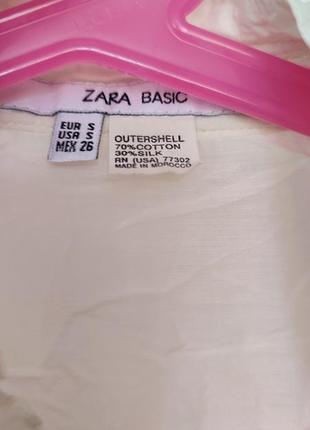 ZARA BASIC
EUR S
USA S
MEX 26
OUTERSHELL
70%COTTON
30%SILK
RN (USA) 77302
MADE IN MOROCCO